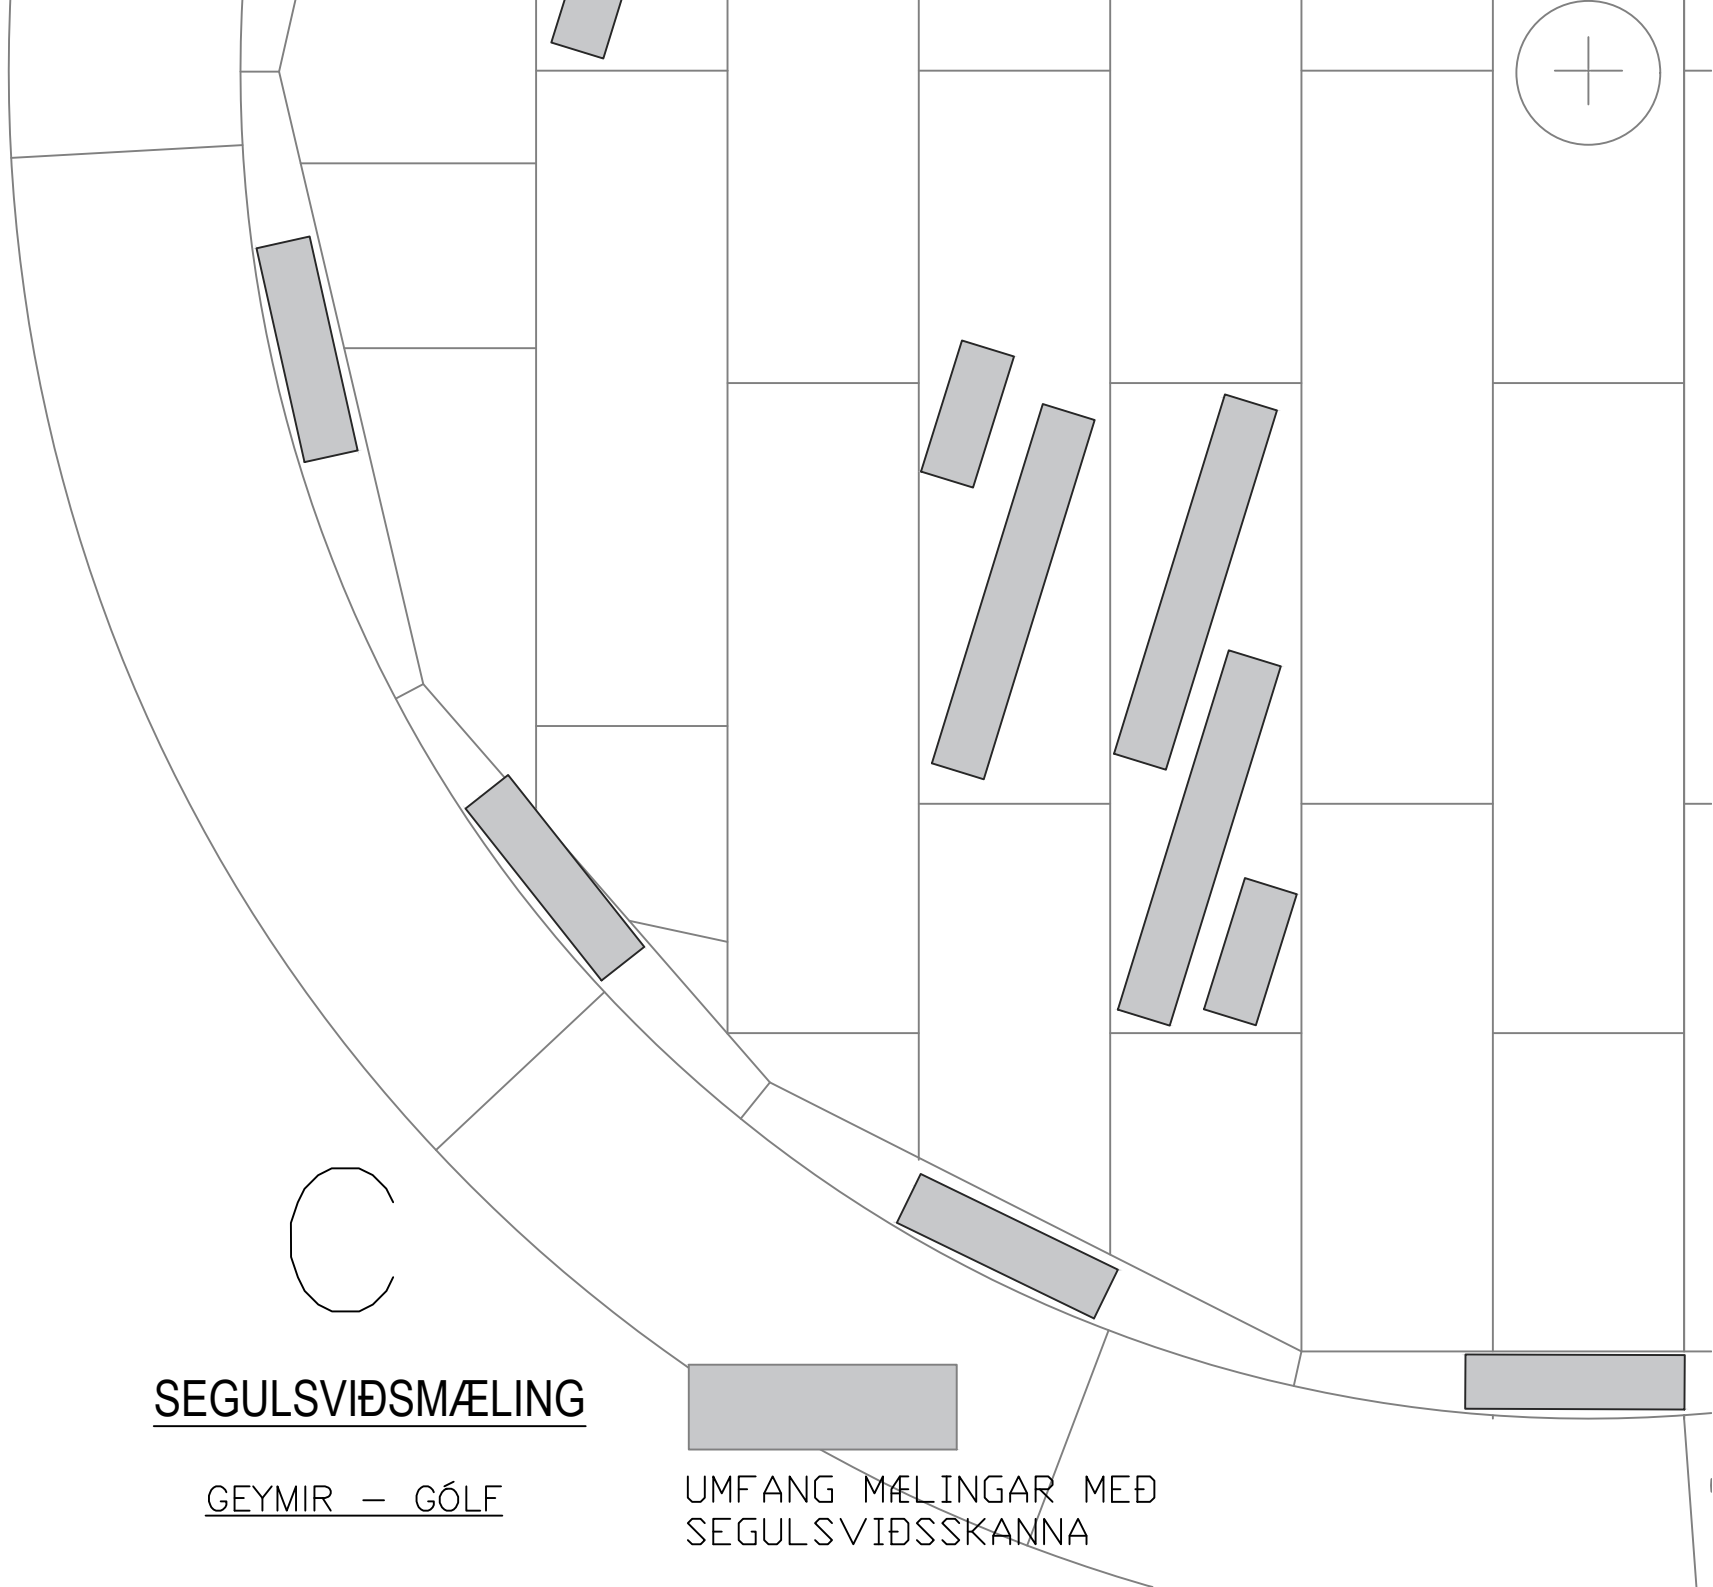 C
SEGULSVIÐSMÆLING
GEYMIR – GÓLF
UMFANG MÆLINGAR MEÐ
SEGULSVIÐSSKANNA